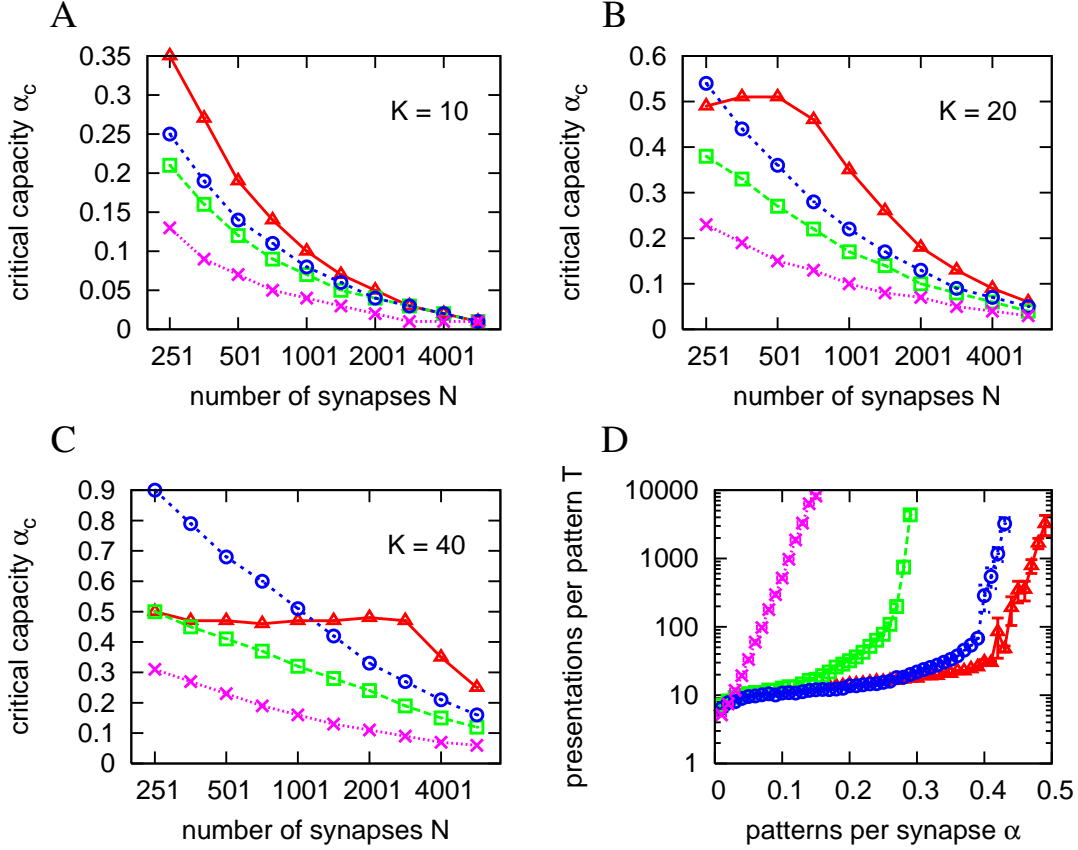 A
critical capacity α_c
0.35
0.3
0.25
0.2
0.15
0.1
0.05
0
K = 10
251 501 1001 2001 4001
number of synapses N
B
critical capacity α_c
0.6
0.5
0.4
0.3
0.2
0.1
0
K = 20
251 501 1001 2001 4001
number of synapses N
C
critical capacity α_c
0.9
0.8
0.7
0.6
0.5
0.4
0.3
0.2
0.1
0
K = 40
251 501 1001 2001 4001
number of synapses N
D
presentations per pattern T
10000
1000
100
10
1
0 0.1 0.2 0.3 0.4 0.5
patterns per synapse α